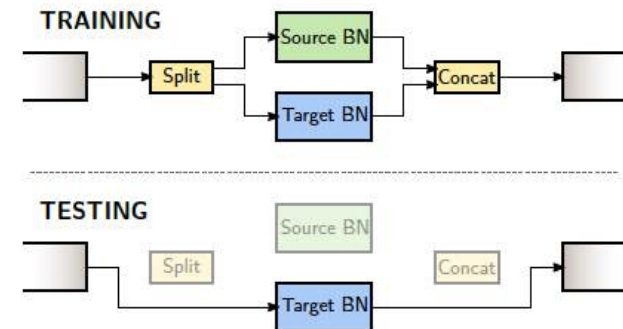 TRAINING
Source BN
Split
Concat
Target BN
TESTING
Source BN
Split
Concat
Target BN